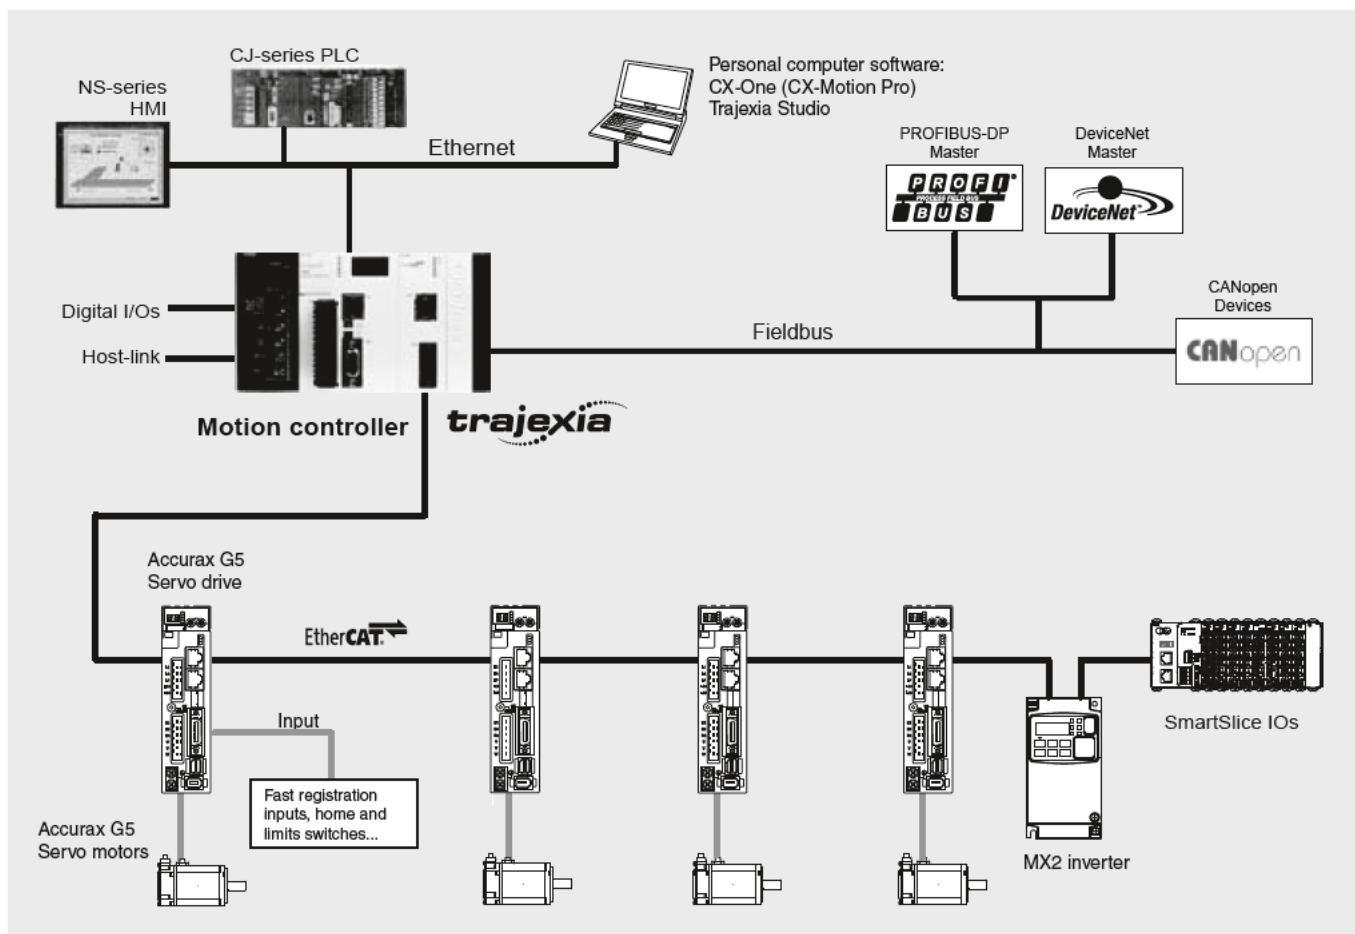 CJ-series PLC
NS-series
HMI
Ethernet
Personal computer software:
CX-One (CX-Motion Pro)
Trajexia Studio
PROFIBUS-DP
Master
PROFI
PROCESS FIELD BUS
BUS
DeviceNet
Master
DeviceNet
CANopen
Devices
CANopen
Digital I/Os
Host-link
Fieldbus
Motion controller
trajexia
Accurax G5
Servo drive
EtherCAT
Input
Fast registration
inputs, home and
limits switches...
Accurax G5
Servo motors
MX2 inverter
SmartSlice IOs